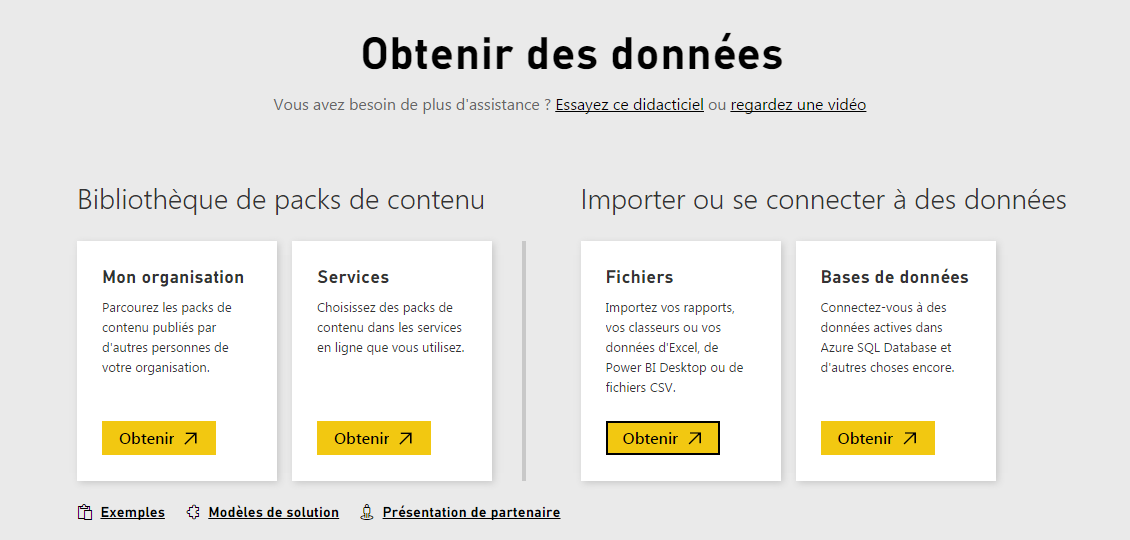 Obtenir des données
Vous avez besoin de plus d'assistance ? Essayez ce didacticiel ou regardez une vidéo
Bibliothèque de packs de contenu
Mon organisation
Parcourez les packs de
contenu publiés par
d'autres personnes de
votre organisation.
Obtenir
Services
Choisissez des packs de
contenu dans les services
en ligne que vous utilisez.
Obtenir
Importer ou se connecter à des données
Fichiers
Importez vos rapports,
vos classeurs ou vos
données d'Excel, de
Power BI Desktop ou de
fichiers CSV.
Obtenir
Bases de données
Connectez-vous à des
données actives dans
Azure SQL Database et
d'autres choses encore.
Obtenir
Exemples
Modèles de solution
Présentation de partenaire